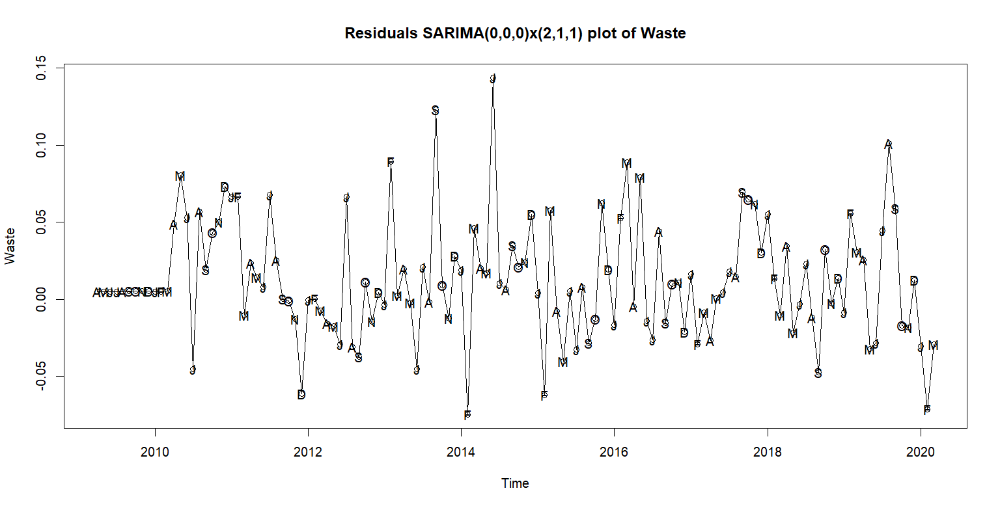 Residuals SARIMA(0,0,0)x(2,1,1) plot of Waste
0.15
0.10
0.05
0.00
-0.05
Waste
A M J J A S O N D J F M A M J J A S O N D J F M A M J J A S O N D J F M A M J J A S O N D J F M A M J J A S O N D J F M A M J J A S O N D J F M A M J J A S O N D J F M A M J J A S O N D J F M A M J J A S O N D J F M A M J J A S O N D J F M A M J J A S O N D J F M
2010 2012 2014 2016 2018 2020
Time